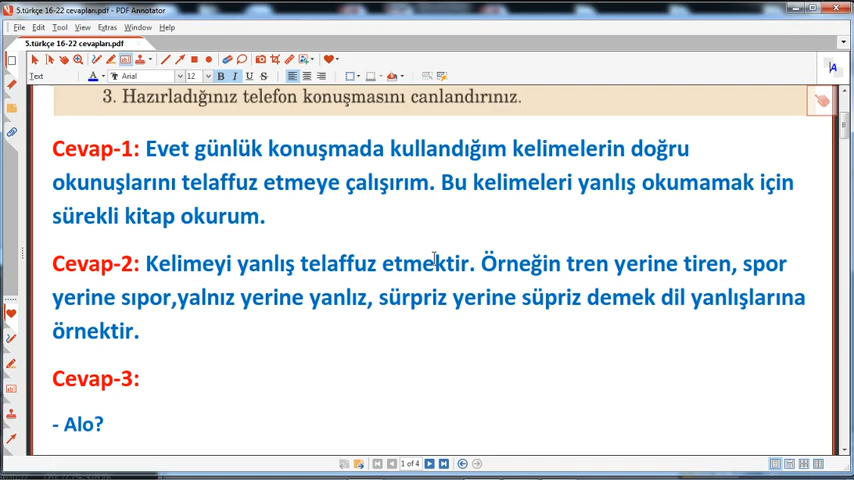 5.türkçe 16-22 cevapları.pdf - PDF Annotator
File Edit Tool View Extras Window Help
5.türkçe 16-22 cevapları.pdf
Text A Arial 12 B I U S
3. Hazırladığınız telefon konuşmasını canlandırınız.
Cevap-1: Evet günlük konuşmada kullandığım kelimelerin doğru
okunuşlarını telaffuz etmeye çalışırım. Bu kelimeleri yanlış okumamak için
sürekli kitap okurum.
Cevap-2: Kelimeyi yanlış telaffuz etmektir. Örneğin tren yerine tiren, spor
yerine sıpor,yalnız yerine yanlız, sürpriz yerine süpriz demek dil yanlışlarına
örnektir.
Cevap-3:
- Alo?
1 of 4